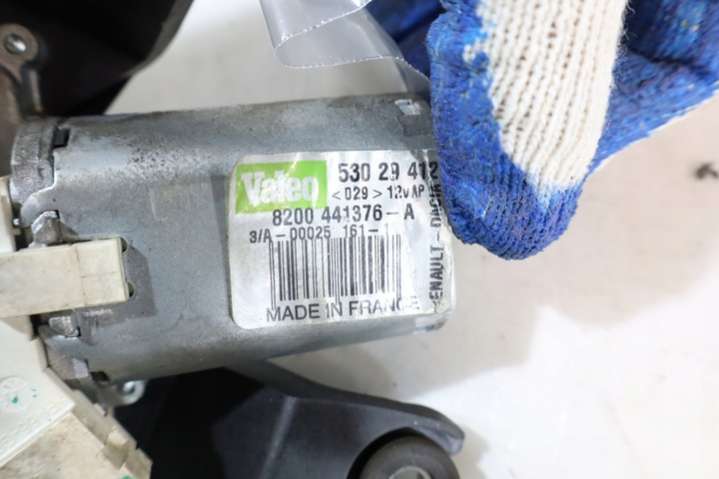 Valeo
530 29 412
<029> 12V AP
8200 441376-A
3/A-00025 161-
MADE IN FRANCE
RENAULT-DACIA